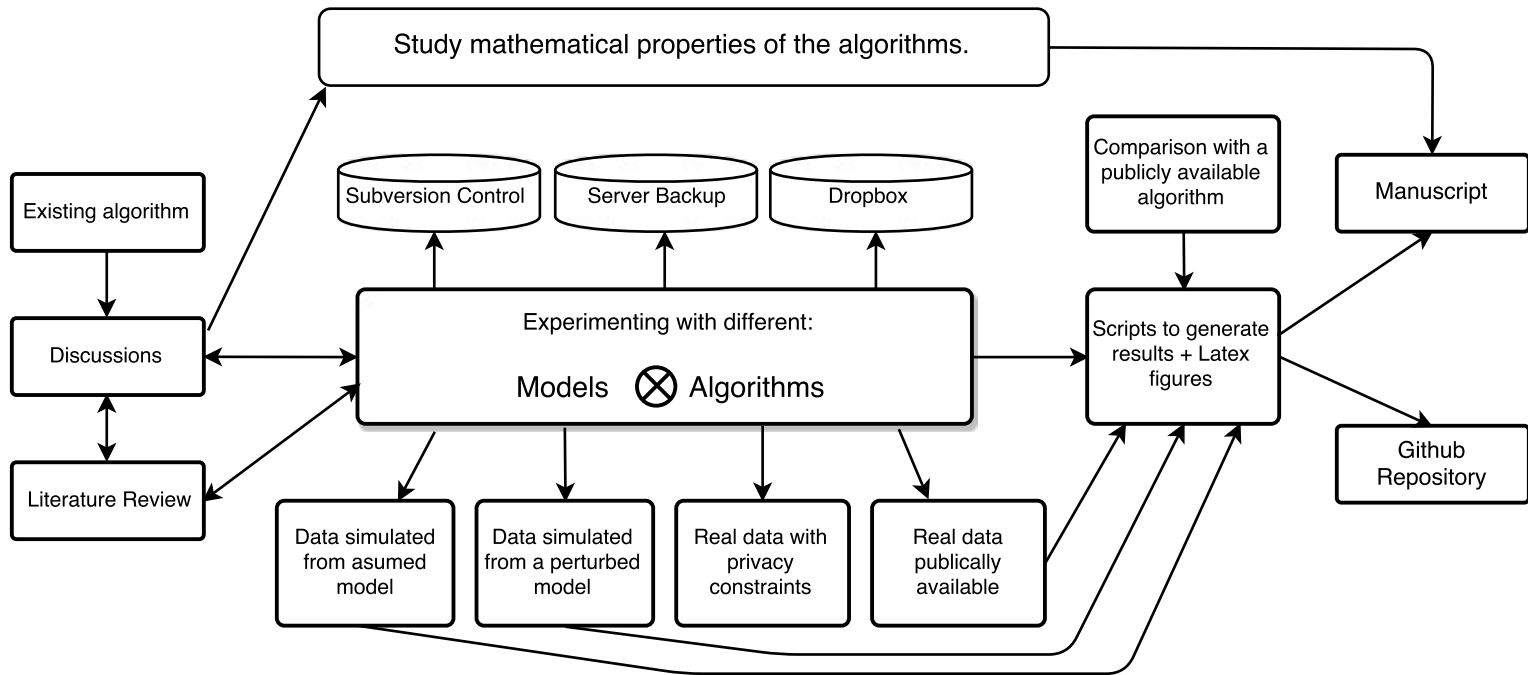 Study mathematical properties of the algorithms.
Existing algorithm
Subversion Control
Server Backup
Dropbox
Comparison with a
publicly available
algorithm
Manuscript
Discussions
Experimenting with different:
Models
Algorithms
Scripts to generate
results + Latex
figures
Literature Review
Github
Repository
Data simulated
from asumed
model
Data simulated
from a perturbed
model
Real data with
privacy
constraints
Real data
publically
available